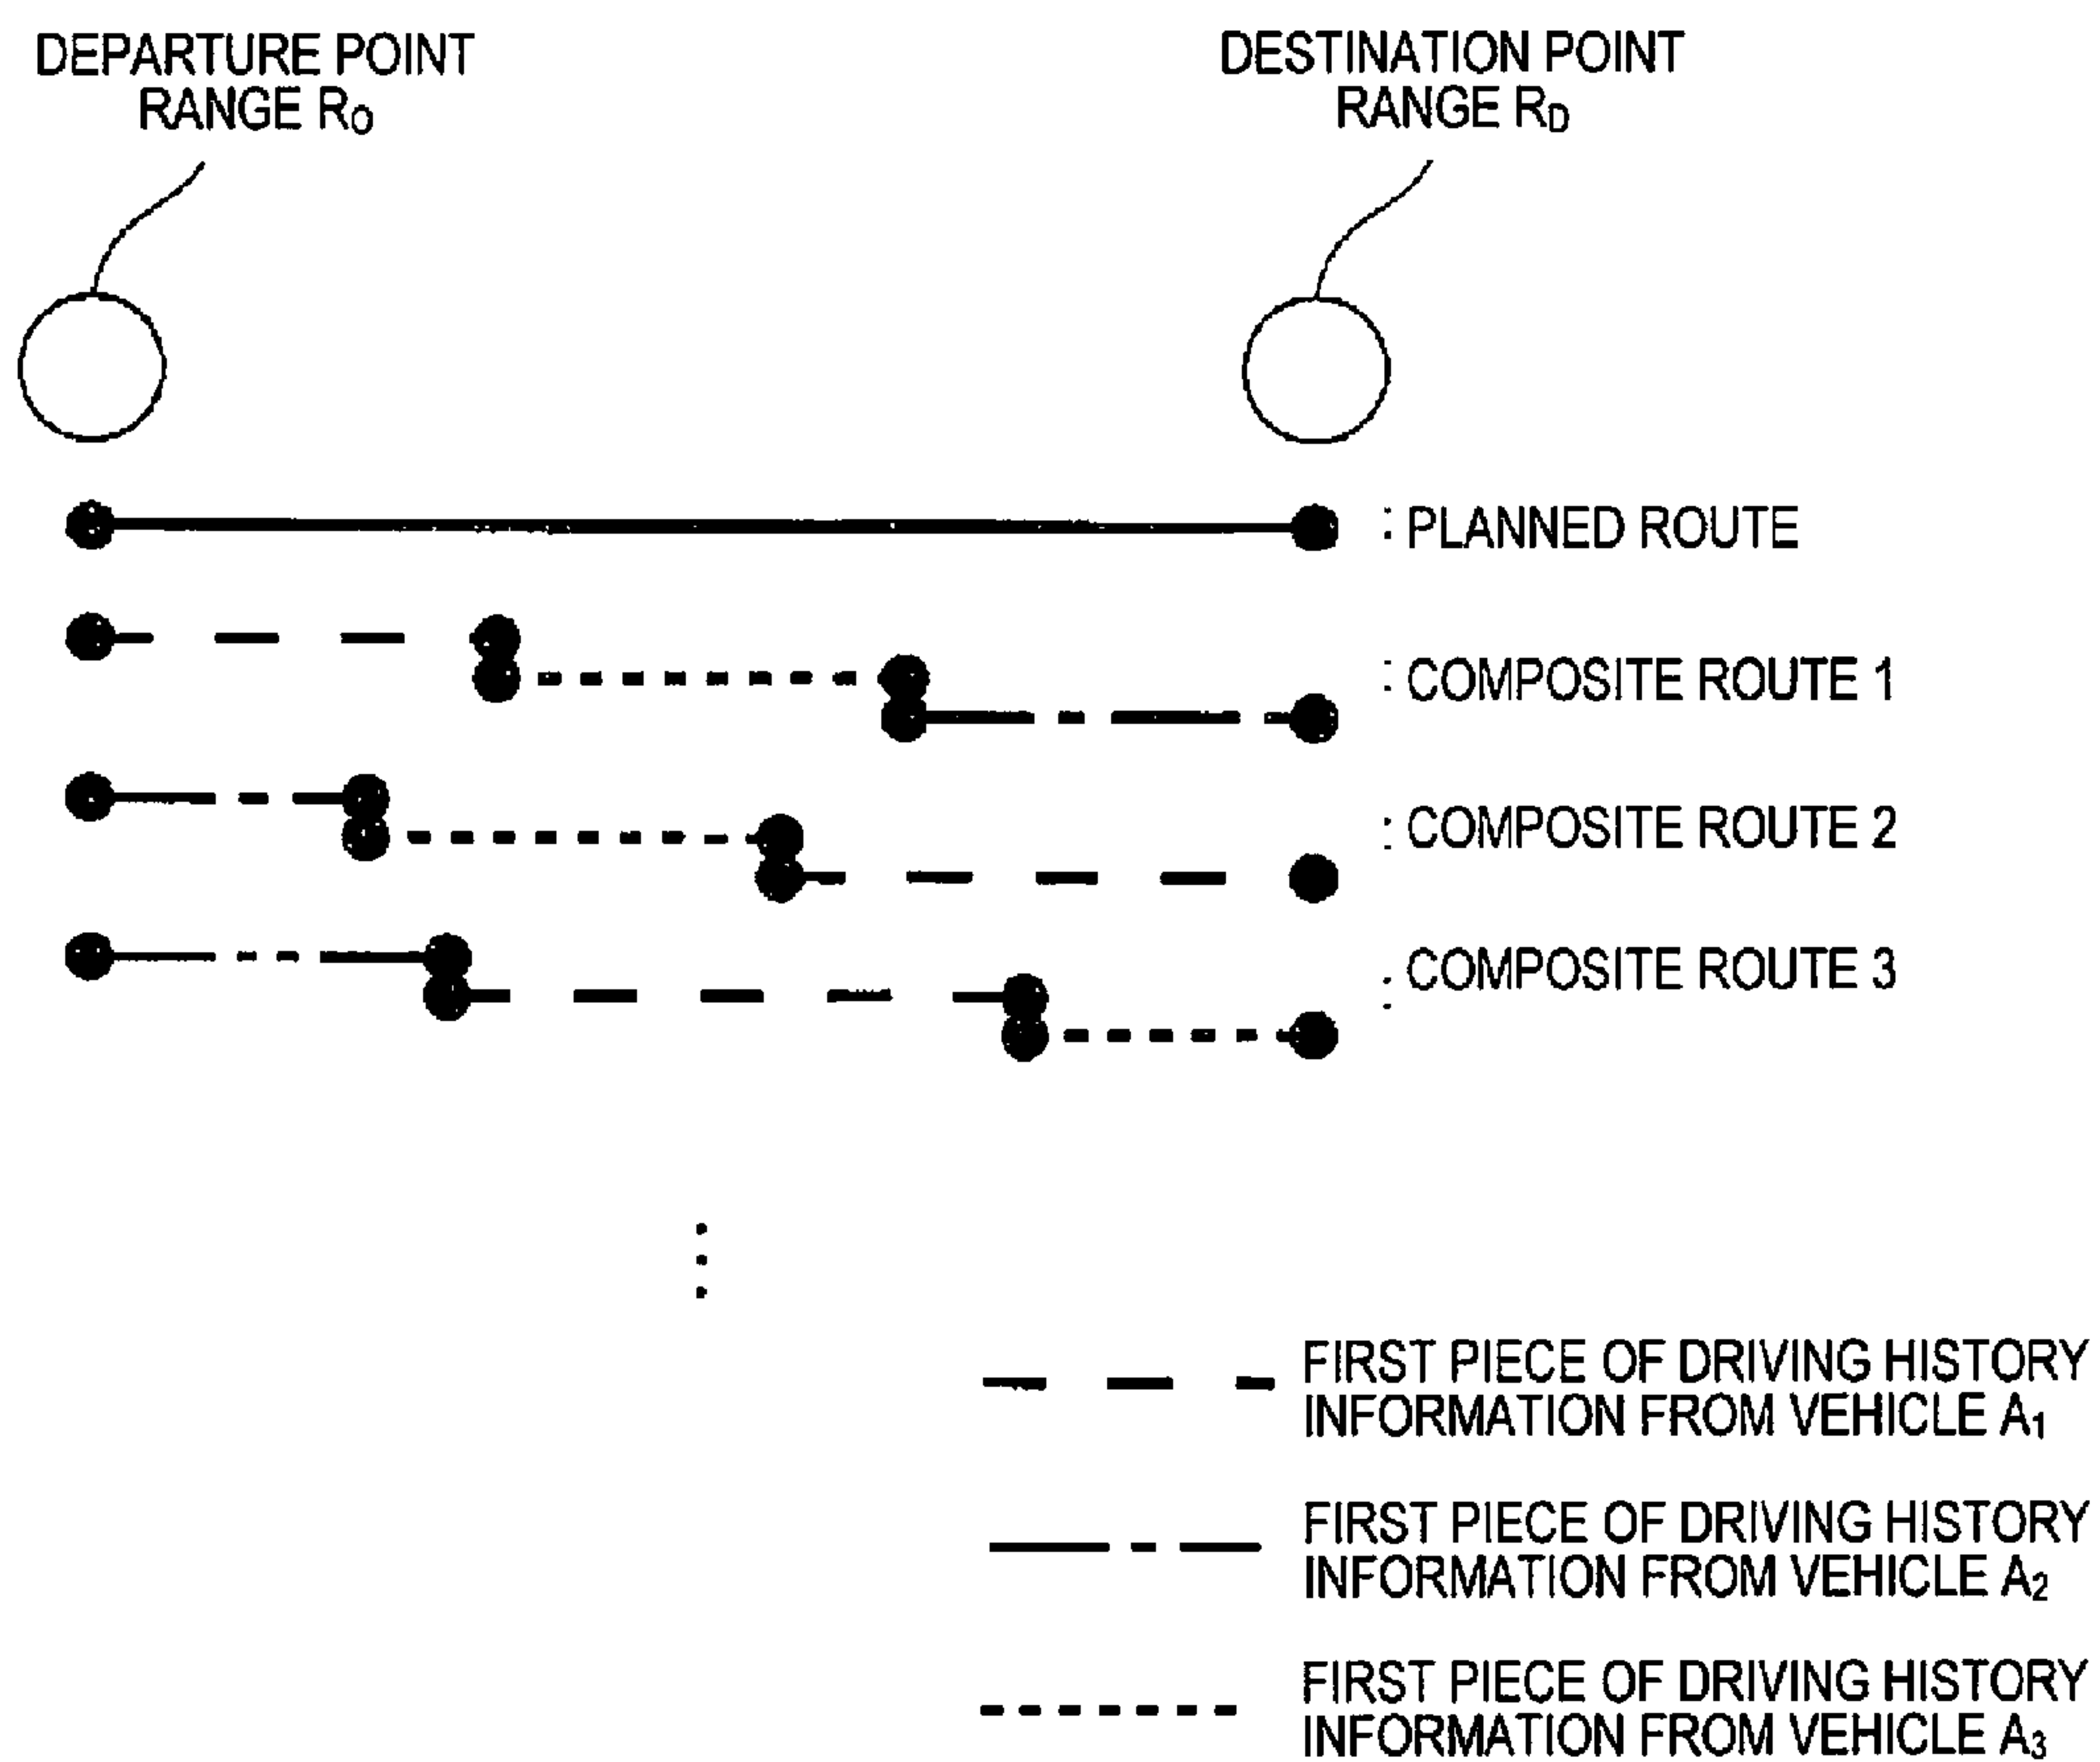 DEPARTURE POINT
RANGE R₀
DESTINATION POINT
RANGE R_D
: PLANNED ROUTE
: COMPOSITE ROUTE 1
: COMPOSITE ROUTE 2
: COMPOSITE ROUTE 3
FIRST PIECE OF DRIVING HISTORY
INFORMATION FROM VEHICLE A₁
FIRST PIECE OF DRIVING HISTORY
INFORMATION FROM VEHICLE A₂
FIRST PIECE OF DRIVING HISTORY
INFORMATION FROM VEHICLE A₃